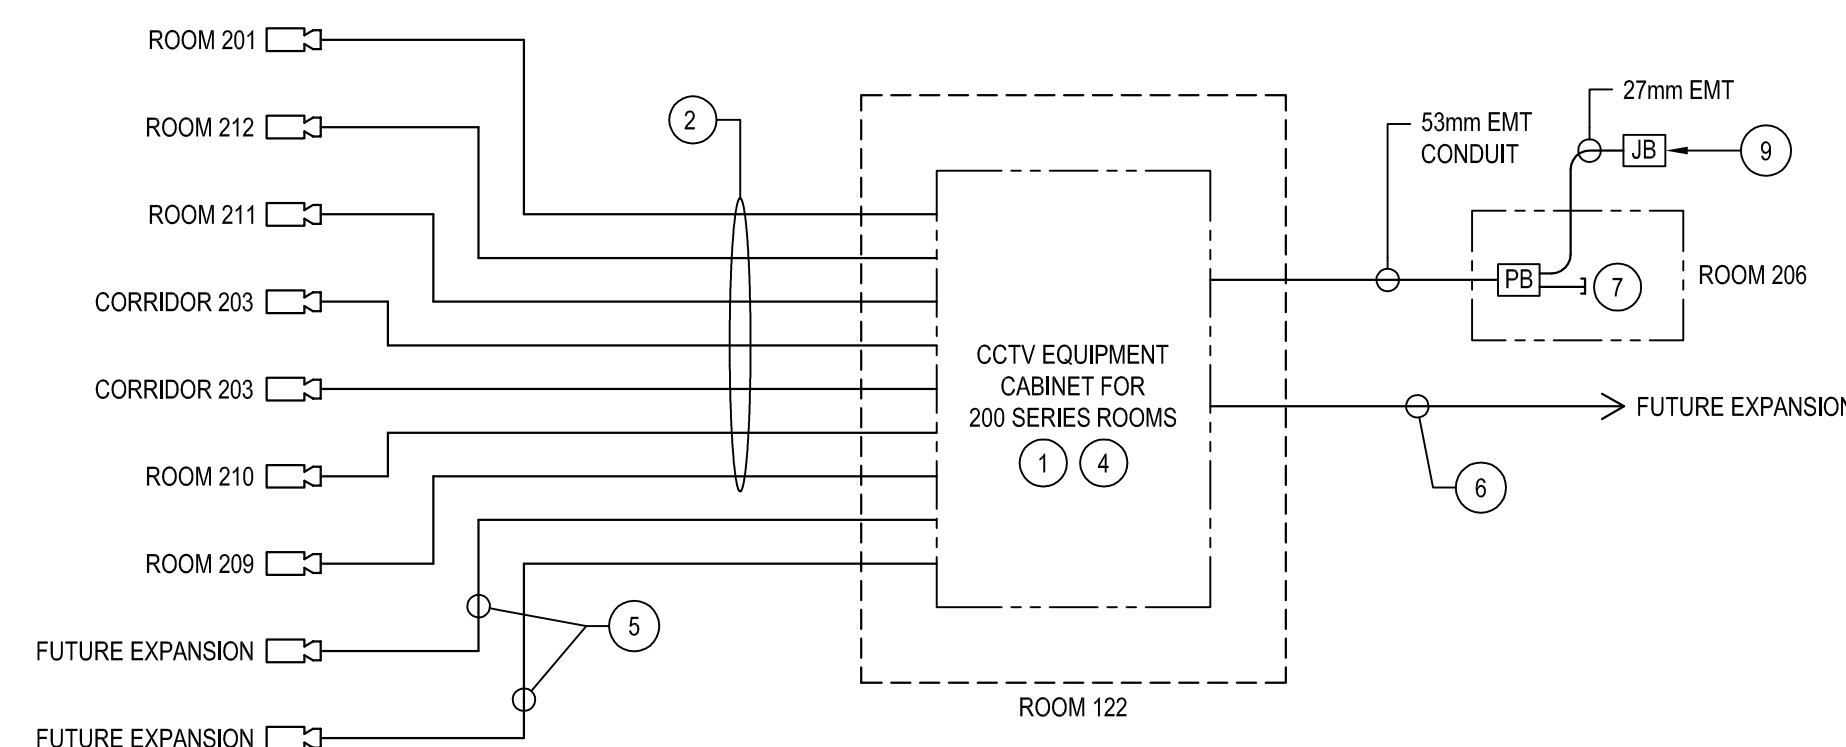 ROOM 201
ROOM 212
ROOM 211
CORRIDOR 203
CORRIDOR 203
ROOM 210
ROOM 209
FUTURE EXPANSION
FUTURE EXPANSION
2
5
CCTV EQUIPMENT
CABINET FOR
200 SERIES ROOMS
1 4
ROOM 122
53mm EMT
CONDUIT
27mm EMT
JB
9
PB
7
ROOM 206
FUTURE EXPANSION
6